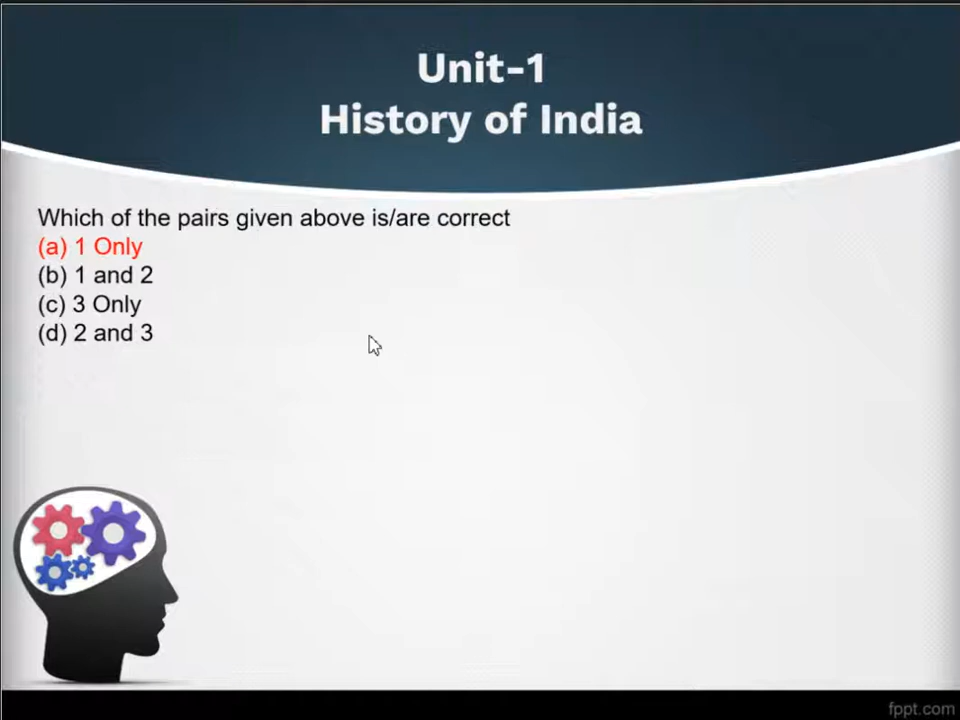 Unit-1
History of India
Which of the pairs given above is/are correct
(a) 1 Only
(b) 1 and 2
(c) 3 Only
(d) 2 and 3
fppt.com